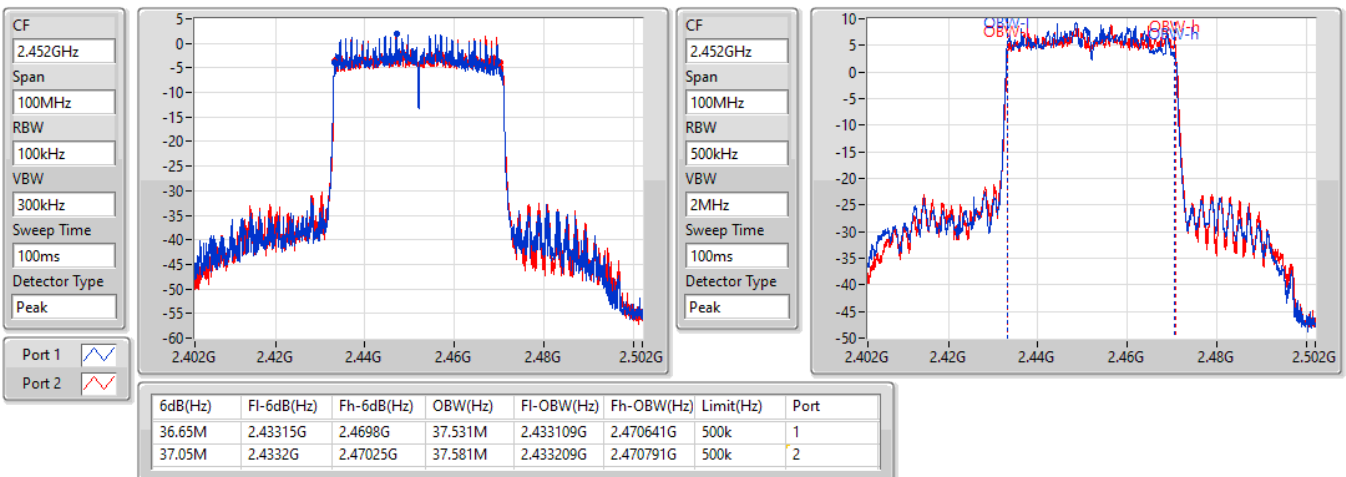 CF
2.452GHz
Span
100MHz
RBW
100kHz
VBW
300kHz
Sweep Time
100ms
Detector Type
Peak
Port 1
Port 2
5
0
-5
-10
-15
-20
-25
-30
-35
-40
-45
-50
-55
-60
2.402G 2.42G 2.44G 2.46G 2.48G 2.502G
CF
2.452GHz
Span
100MHz
RBW
500kHz
VBW
2MHz
Sweep Time
100ms
Detector Type
Peak
10
5
0
-5
-10
-15
-20
-25
-30
-35
-40
-45
-50
OBW-l OBW-h
OBW-l OBW-h
2.402G 2.42G 2.44G 2.46G 2.48G 2.502G
6dB(Hz) Fl-6dB(Hz) Fh-6dB(Hz) OBW(Hz) Fl-OBW(Hz) Fh-OBW(Hz) Limit(Hz) Port
36.65M 2.43315G 2.4698G 37.531M 2.433109G 2.470641G 500k 1
37.05M 2.4332G 2.47025G 37.581M 2.433209G 2.470791G 500k 2